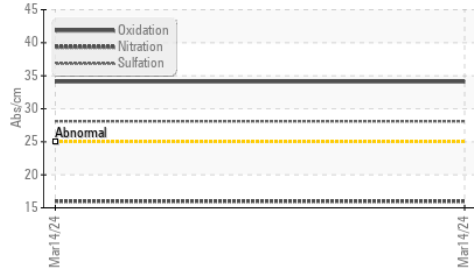 45
Oxidation
40
Nitration
Sulfation
35
Abs/cm
30
Abnormal
25
20
15
Mar14/24
Mar14/24